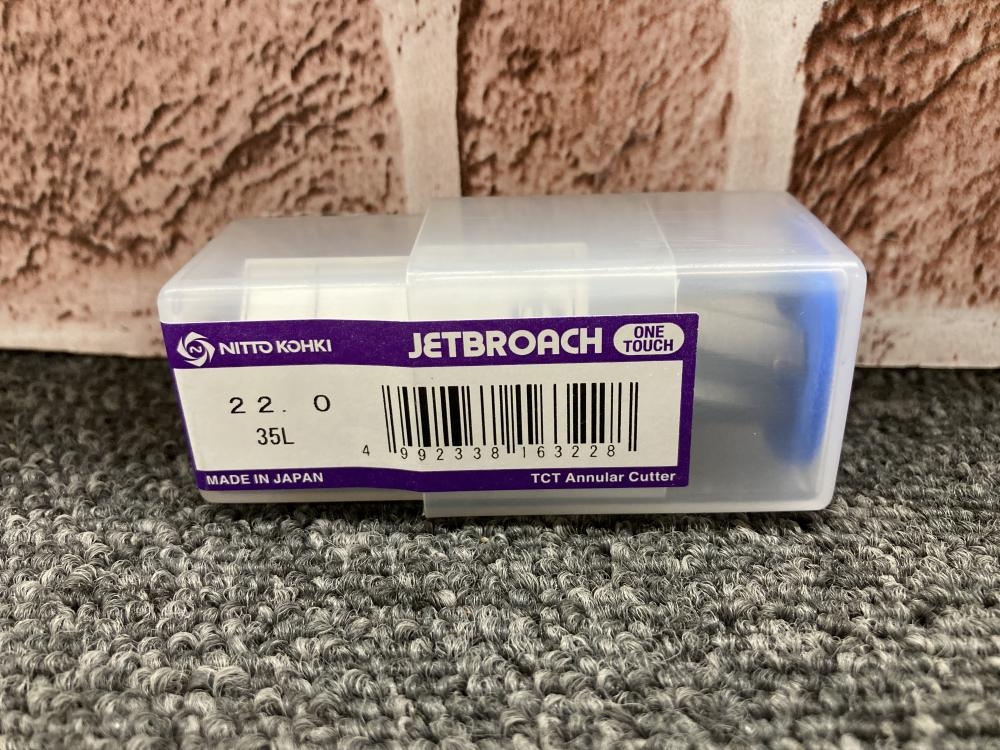 NITTO KOHKI
JETBROACH
ONE
TOUCH
22.0
35L
4 992338 163228
MADE IN JAPAN
TCT Annular Cutter